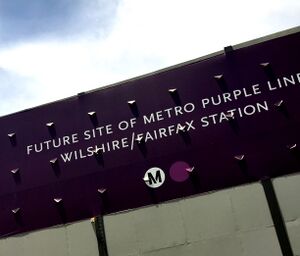 FUTURE SITE OF METRO PURPLE LINE
WILSHIRE/FAIRFAX STATION
M